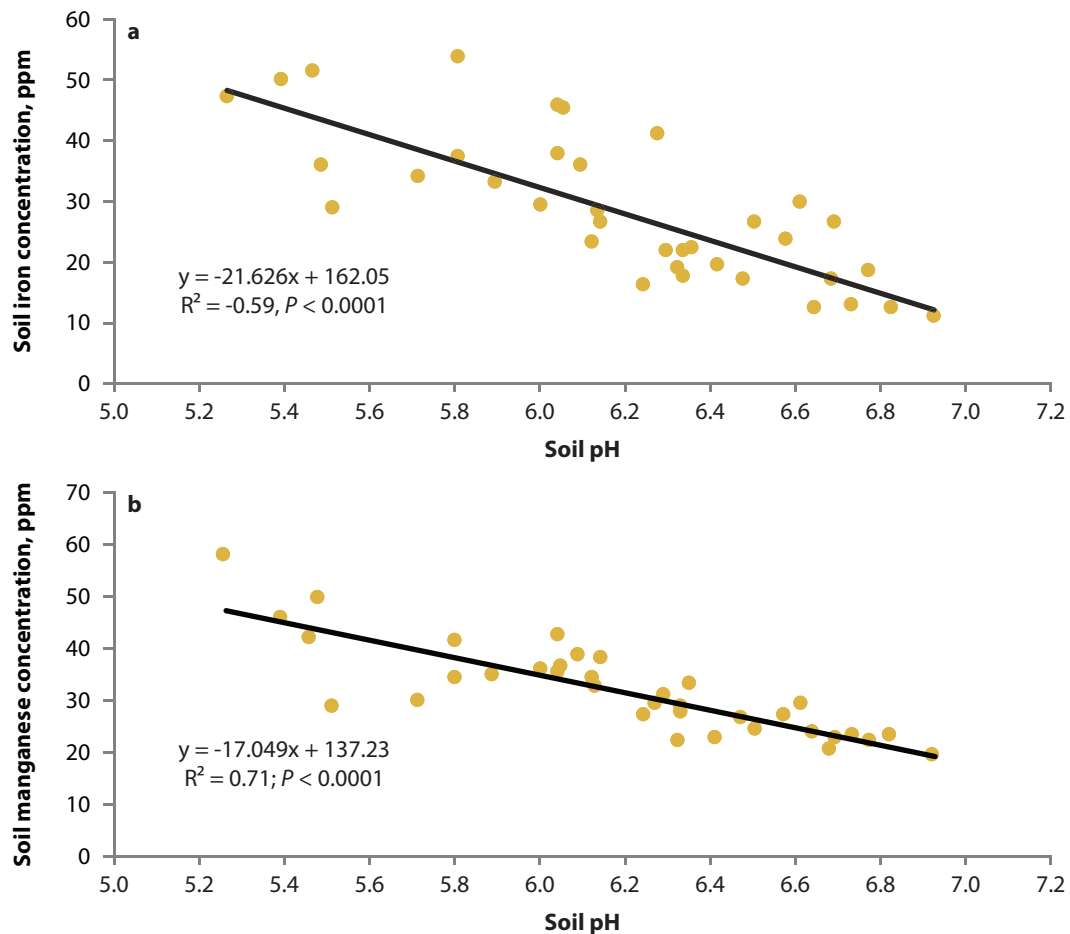 a
Soil iron concentration, ppm
60
50
40
30
20
10
0
y = -21.626x + 162.05
R² = -0.59, P < 0.0001
5.0 5.2 5.4 5.6 5.8 6.0 6.2 6.4 6.6 6.8 7.0 7.2
Soil pH
b
Soil manganese concentration, ppm
70
60
50
40
30
20
10
0
y = -17.049x + 137.23
R² = 0.71; P < 0.0001
5.0 5.2 5.4 5.6 5.8 6.0 6.2 6.4 6.6 6.8 7.0 7.2
Soil pH